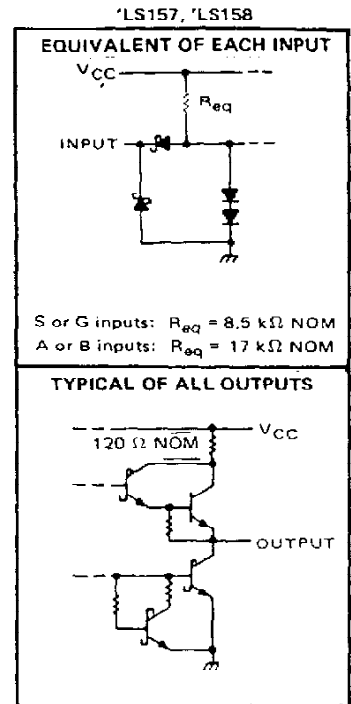 'LS157, 'LS158
EQUIVALENT OF EACH INPUT
VCC
Req
INPUT
S or G inputs: Req = 8.5 kΩ NOM
A or B inputs: Req = 17 kΩ NOM
TYPICAL OF ALL OUTPUTS
VCC
120 Ω NOM
OUTPUT